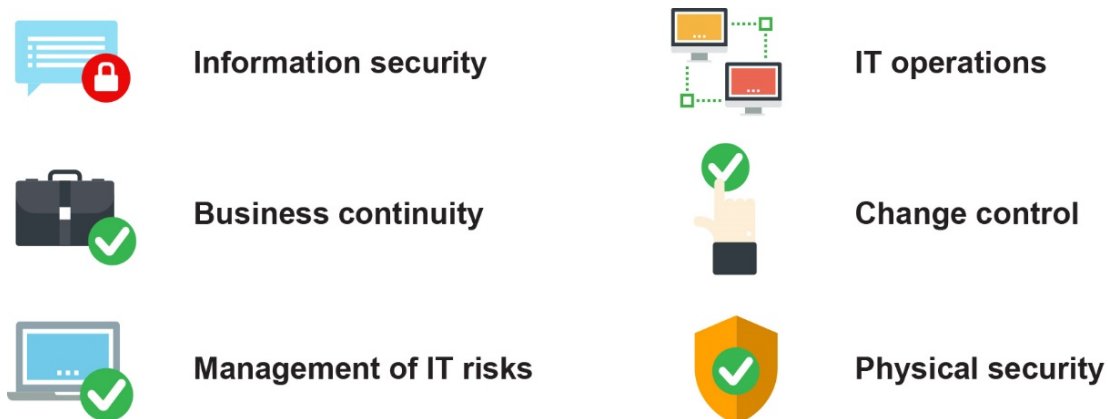 Information security
IT operations
Business continuity
Change control
Management of IT risks
Physical security